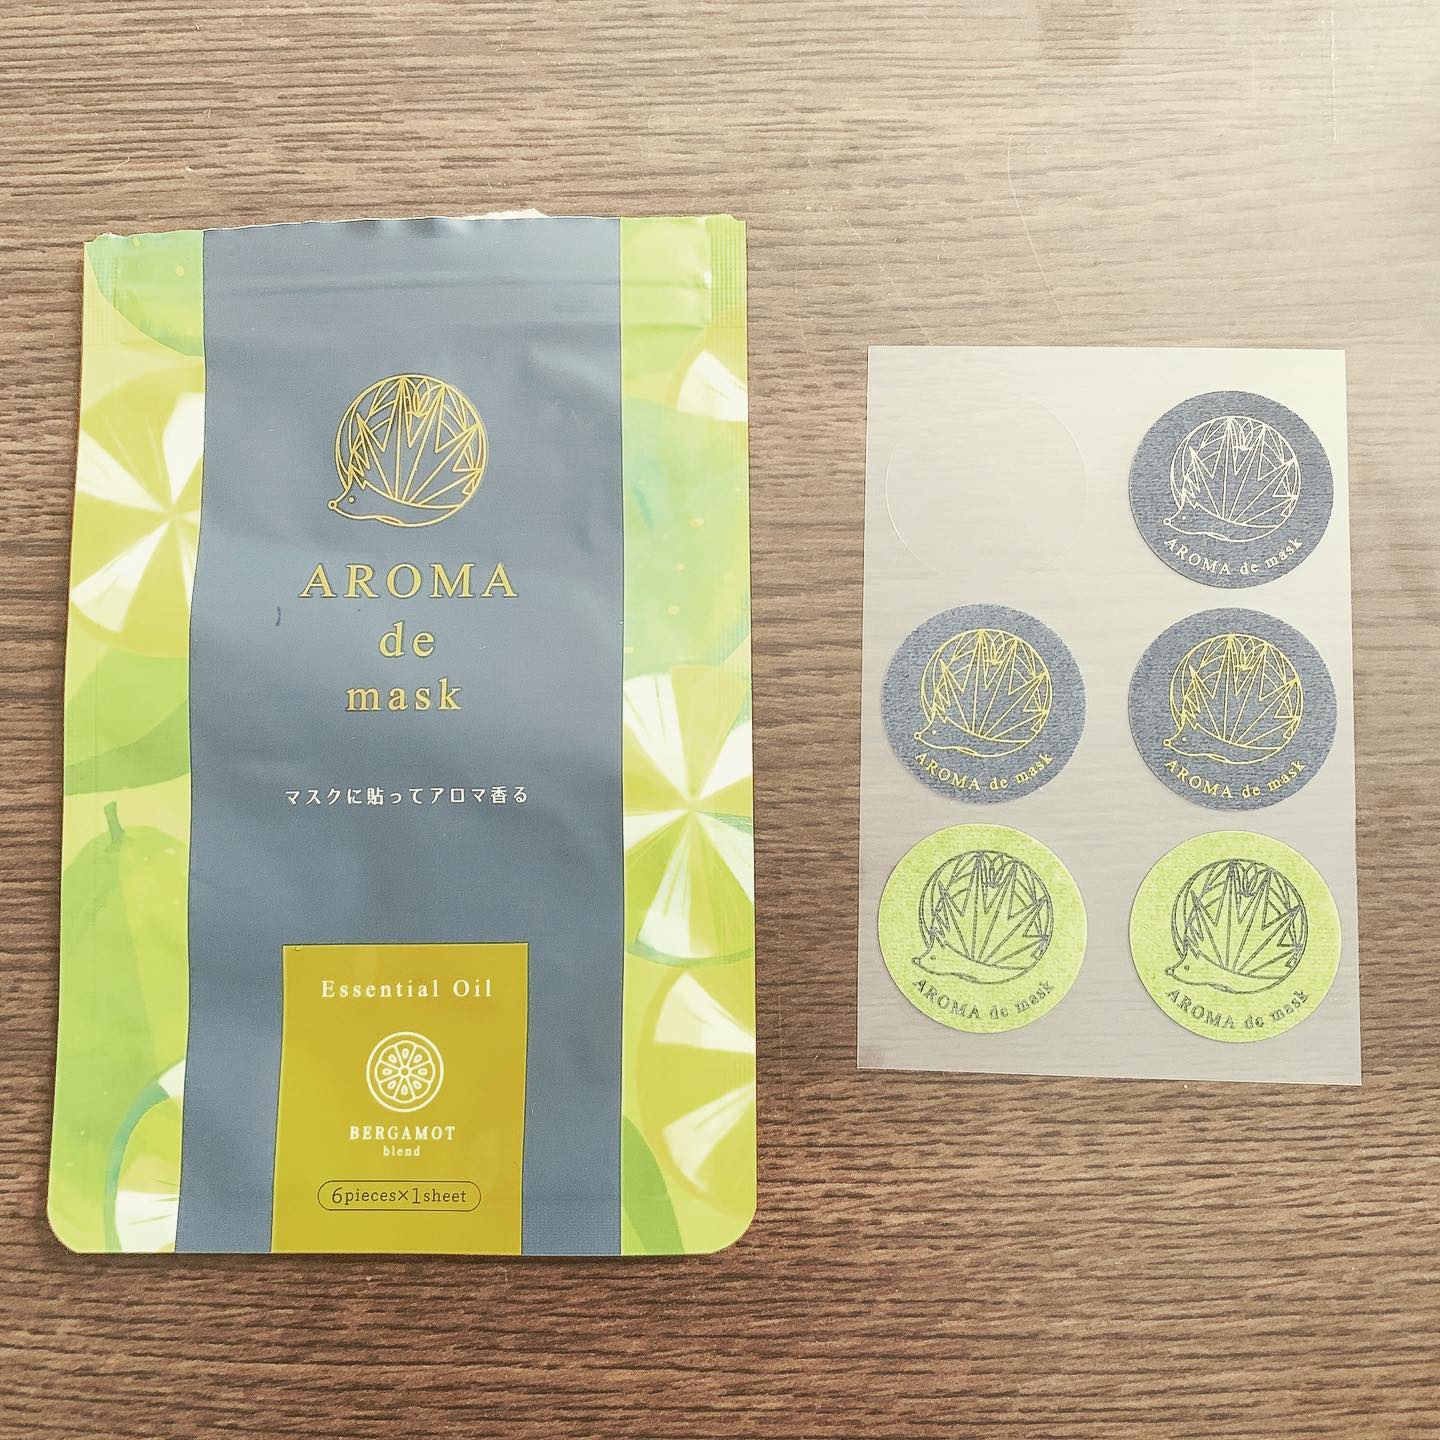 AROMA
de
mask
マスクに貼ってアロマ香る
Essential Oil
BERGAMOT
blend
6pieces×1sheet
AROMA de mask
AROMA de mask
AROMA de mask
AROMA de mask
AROMA de mask